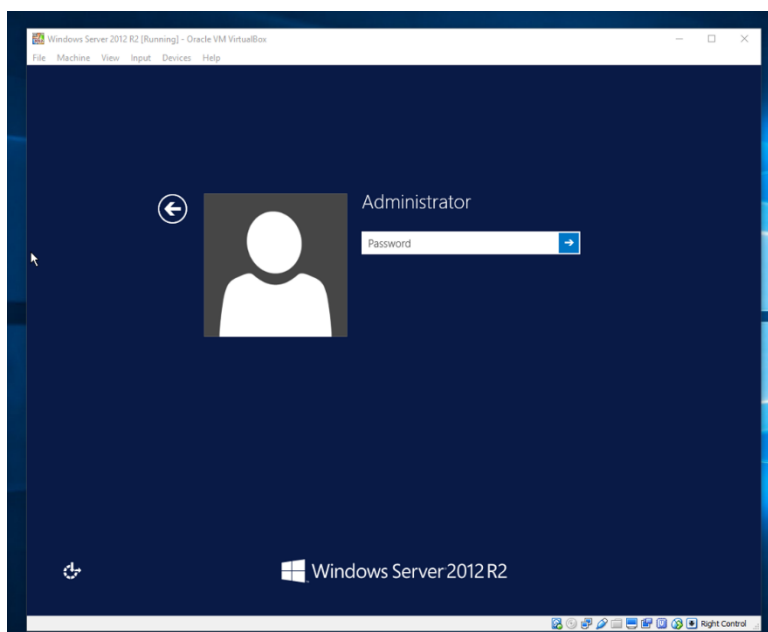 Windows Server 2012 R2 [Running] - Oracle VM VirtualBox
File Machine View Input Devices Help
Administrator
Password
Windows Server 2012 R2
Right Control